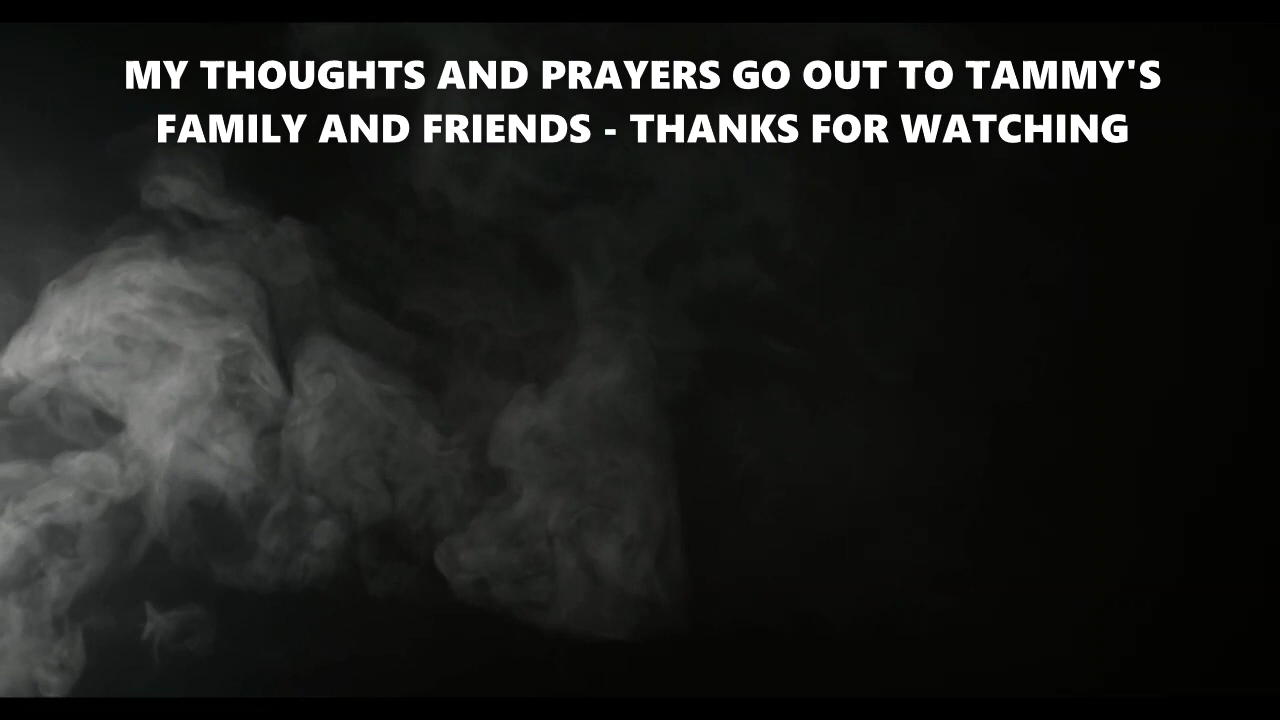 MY THOUGHTS AND PRAYERS GO OUT TO TAMMY'S
FAMILY AND FRIENDS - THANKS FOR WATCHING